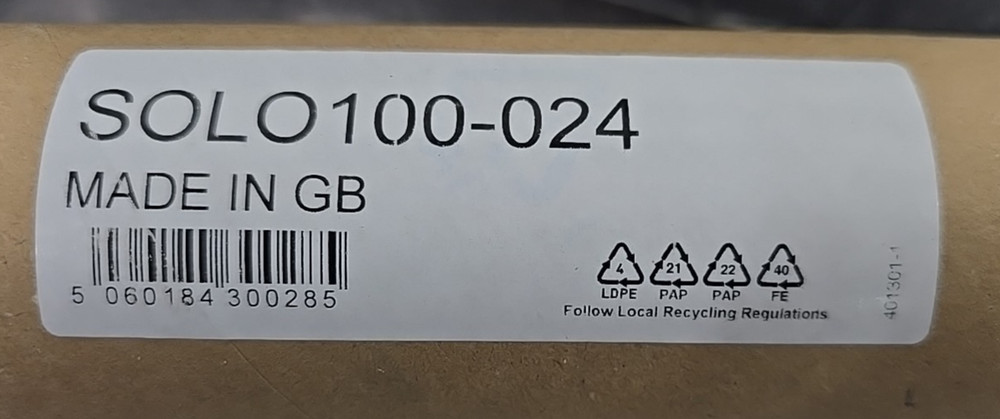 SOLO100-024
MADE IN GB
5 060184 300285
4 21 22 40
LDPE PAP PAP FE
Follow Local Recycling Regulations
401301-1